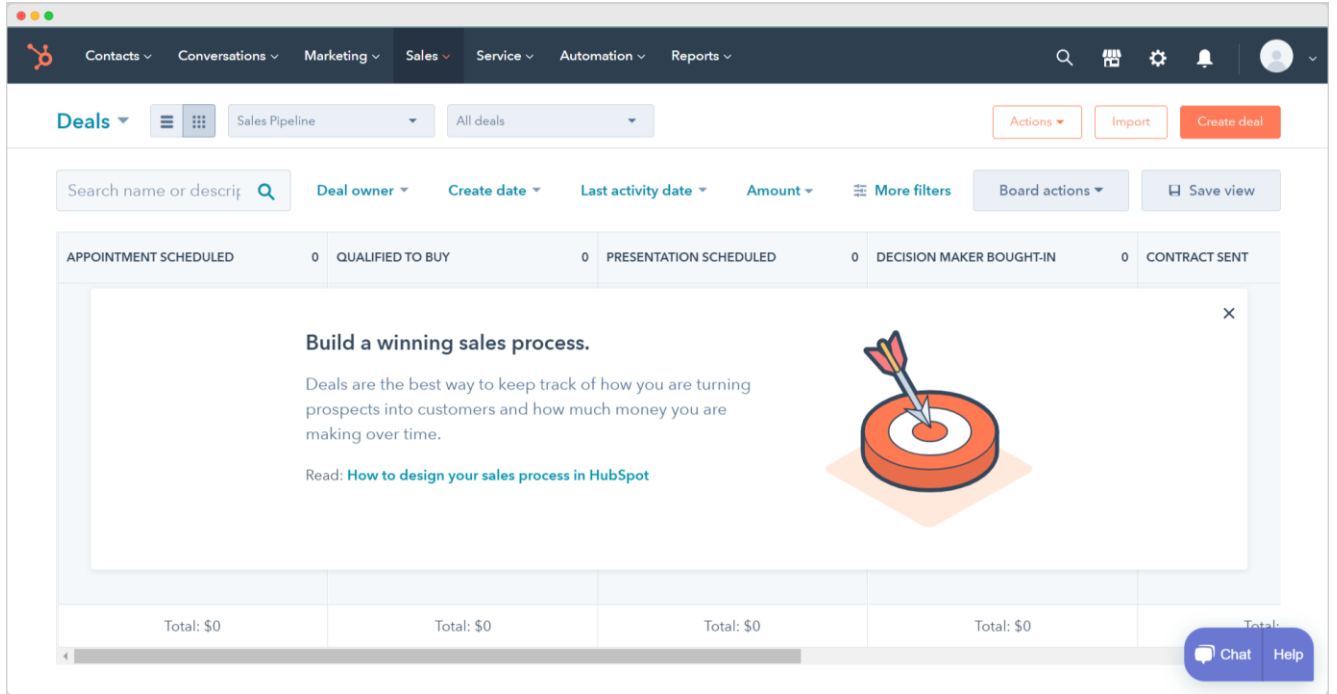 Contacts Conversations Marketing Sales Service Automation Reports
Deals Sales Pipeline All deals Actions Import Create deal
Search name or descrip Deal owner Create date Last activity date Amount More filters Board actions Save view
APPOINTMENT SCHEDULED 0 QUALIFIED TO BUY 0 PRESENTATION SCHEDULED 0 DECISION MAKER BOUGHT-IN 0 CONTRACT SENT
Build a winning sales process.
Deals are the best way to keep track of how you are turning
prospects into customers and how much money you are
making over time.
Read: How to design your sales process in HubSpot
Total: $0 Total: $0 Total: $0 Total: $0 Total:
Chat Help